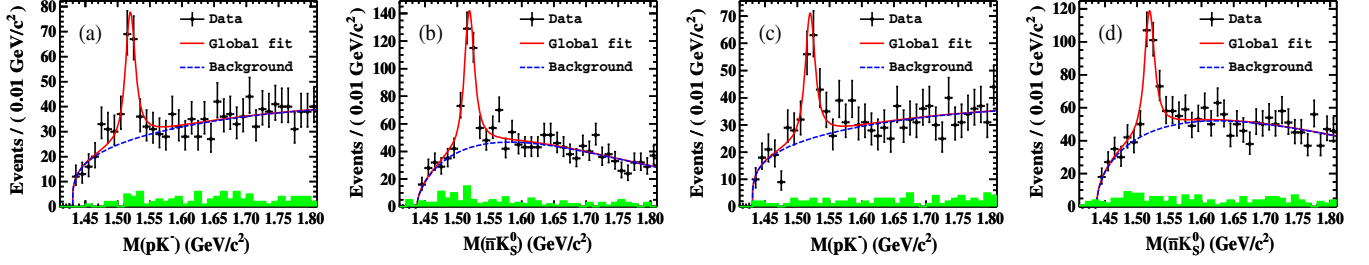 Events / ( 0.01 GeV/c²)
80
70
60
50
40
30
20
10
0
(a)
Data
Global fit
Background
1.45 1.50 1.55 1.60 1.65 1.70 1.75 1.80
M(pK⁻) (GeV/c²)
Events / ( 0.01 GeV/c²)
140
120
100
80
60
40
20
0
(b)
Data
Global fit
Background
1.45 1.50 1.55 1.60 1.65 1.70 1.75 1.80
M(n̄K⁰S) (GeV/c²)
Events / ( 0.01 GeV/c²)
70
60
50
40
30
20
10
0
(c)
Data
Global fit
Background
1.45 1.50 1.55 1.60 1.65 1.70 1.75 1.80
M(pK⁻) (GeV/c²)
Events / ( 0.01 GeV/c²)
120
100
80
60
40
20
0
(d)
Data
Global fit
Background
1.45 1.50 1.55 1.60 1.65 1.70 1.75 1.80
M(n̄K⁰S) (GeV/c²)